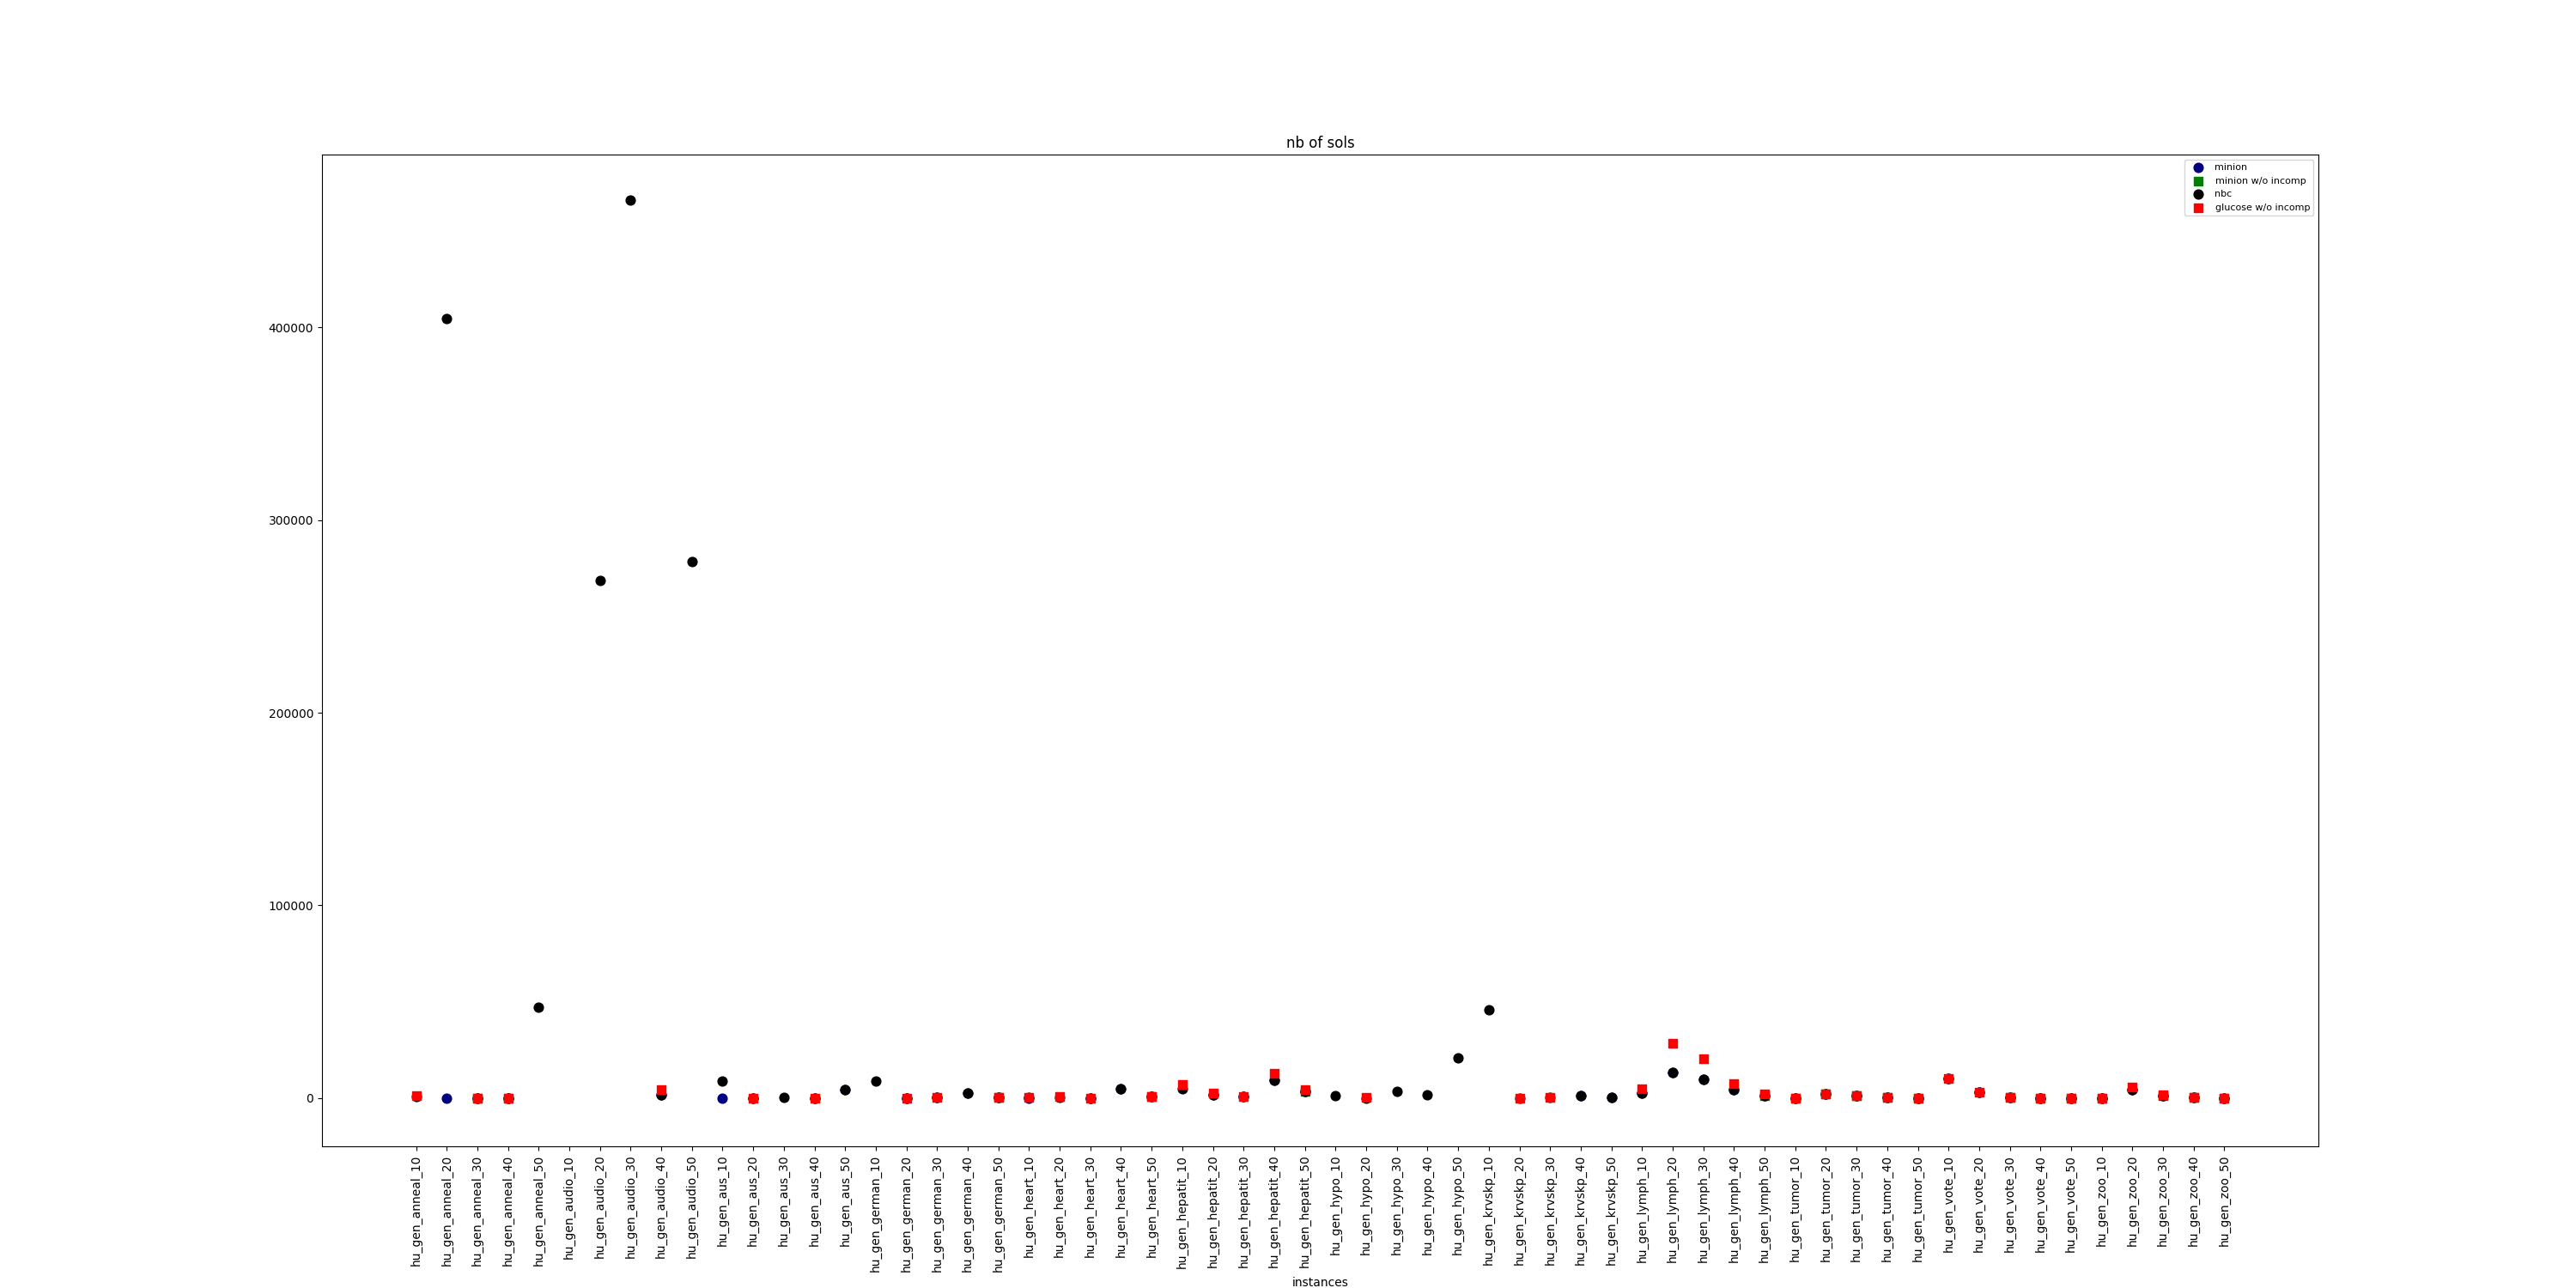 nb of sols
minion
minion w/o incomp
nbc
glucose w/o incomp
400000
300000
200000
100000
0
hu_gen_anneal_10
hu_gen_anneal_20
hu_gen_anneal_30
hu_gen_anneal_40
hu_gen_anneal_50
hu_gen_audio_10
hu_gen_audio_20
hu_gen_audio_30
hu_gen_audio_40
hu_gen_audio_50
hu_gen_aus_10
hu_gen_aus_20
hu_gen_aus_30
hu_gen_aus_40
hu_gen_aus_50
hu_gen_german_10
hu_gen_german_20
hu_gen_german_30
hu_gen_german_40
hu_gen_german_50
hu_gen_heart_10
hu_gen_heart_20
hu_gen_heart_30
hu_gen_heart_40
hu_gen_heart_50
hu_gen_hepatit_10
hu_gen_hepatit_20
hu_gen_hepatit_30
hu_gen_hepatit_40
hu_gen_hepatit_50
hu_gen_hypo_10
hu_gen_hypo_20
hu_gen_hypo_30
hu_gen_hypo_40
hu_gen_hypo_50
hu_gen_krvskp_10
hu_gen_krvskp_20
hu_gen_krvskp_30
hu_gen_krvskp_40
hu_gen_krvskp_50
hu_gen_lymph_10
hu_gen_lymph_20
hu_gen_lymph_30
hu_gen_lymph_40
hu_gen_lymph_50
hu_gen_tumor_10
hu_gen_tumor_20
hu_gen_tumor_30
hu_gen_tumor_40
hu_gen_tumor_50
hu_gen_vote_10
hu_gen_vote_20
hu_gen_vote_30
hu_gen_vote_40
hu_gen_vote_50
hu_gen_zoo_10
hu_gen_zoo_20
hu_gen_zoo_30
hu_gen_zoo_40
hu_gen_zoo_50
instances